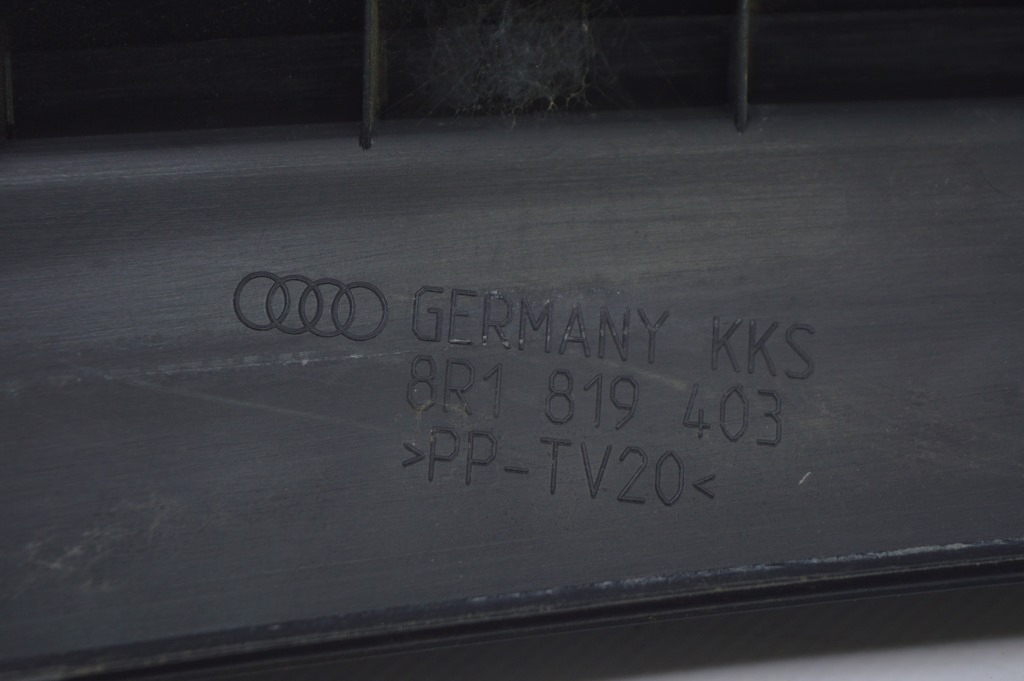 GERMANY KKS
8R1 819 403
>PP-TV20<